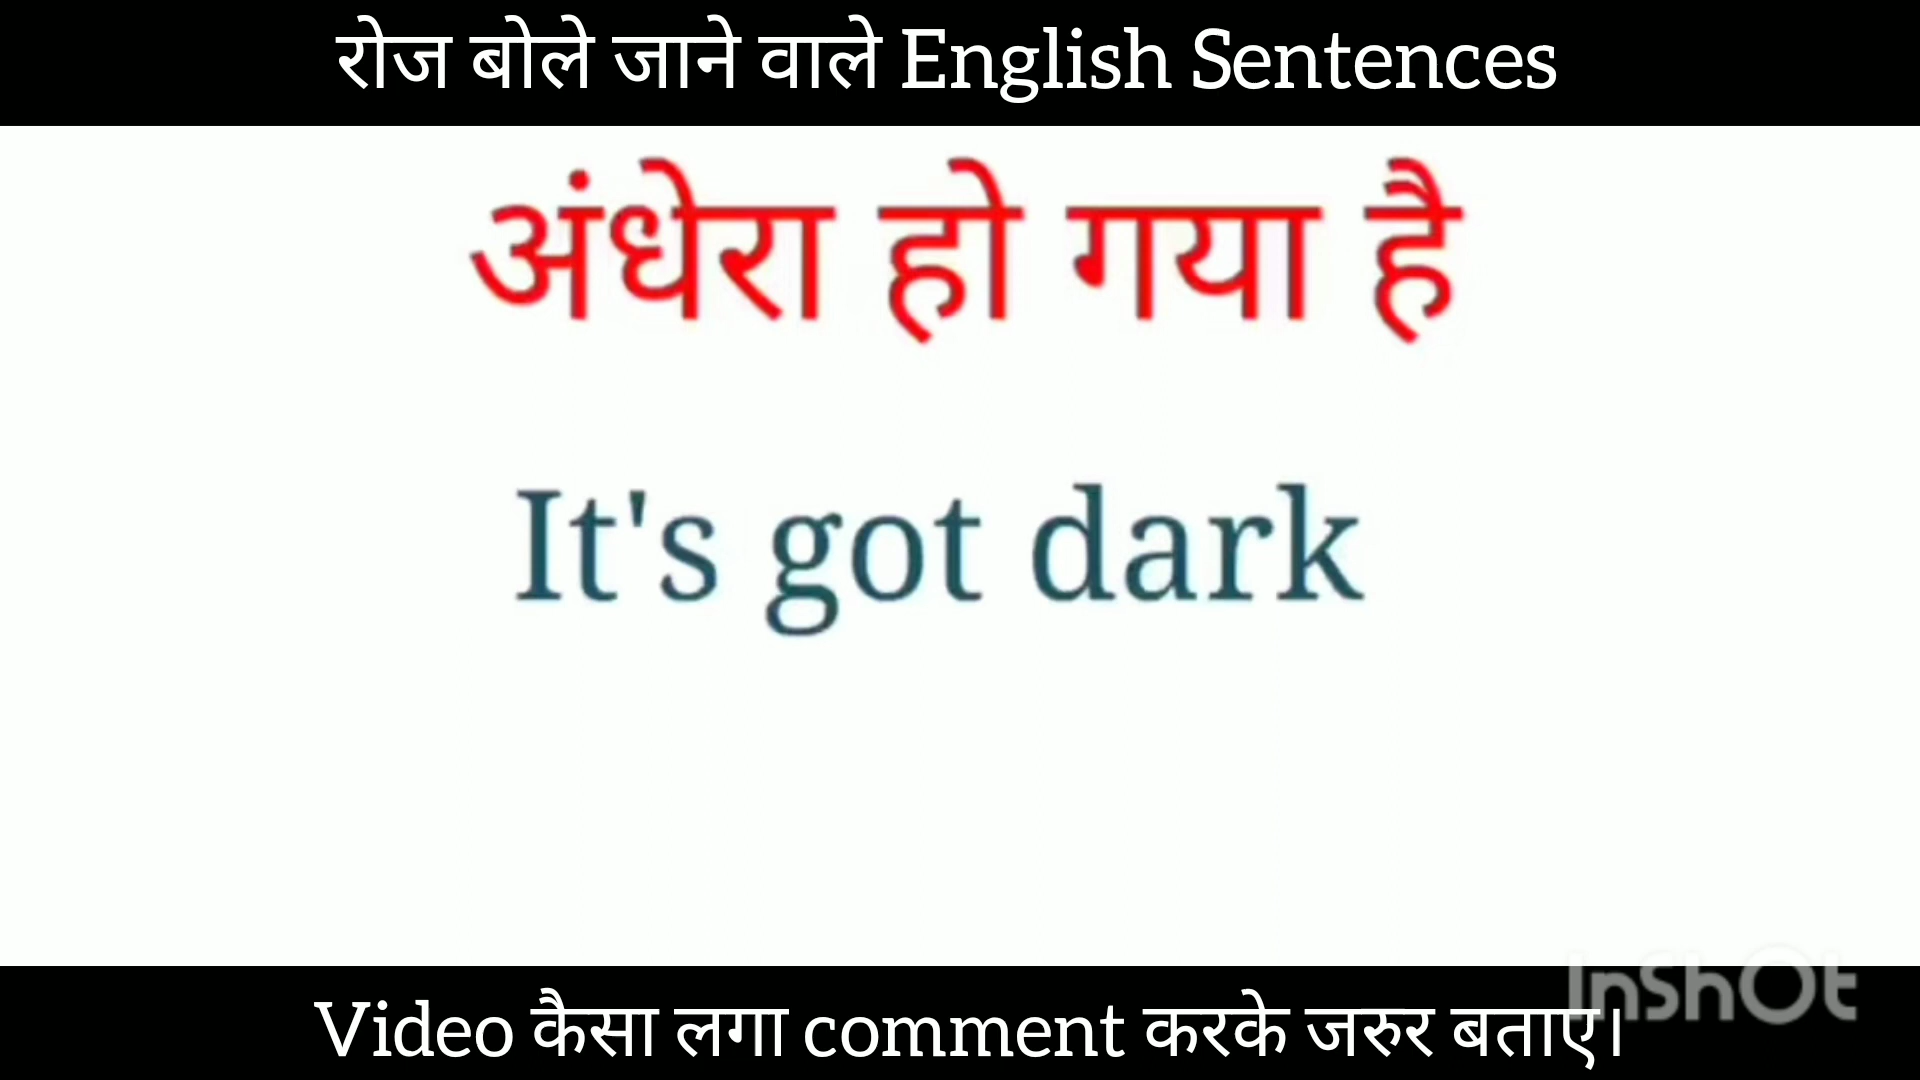 रोज बोले जाने वाले English Sentences
अंधेरा हो गया है
It's got dark
InShOt
Video कैसा लगा comment करके जरुर बताए।